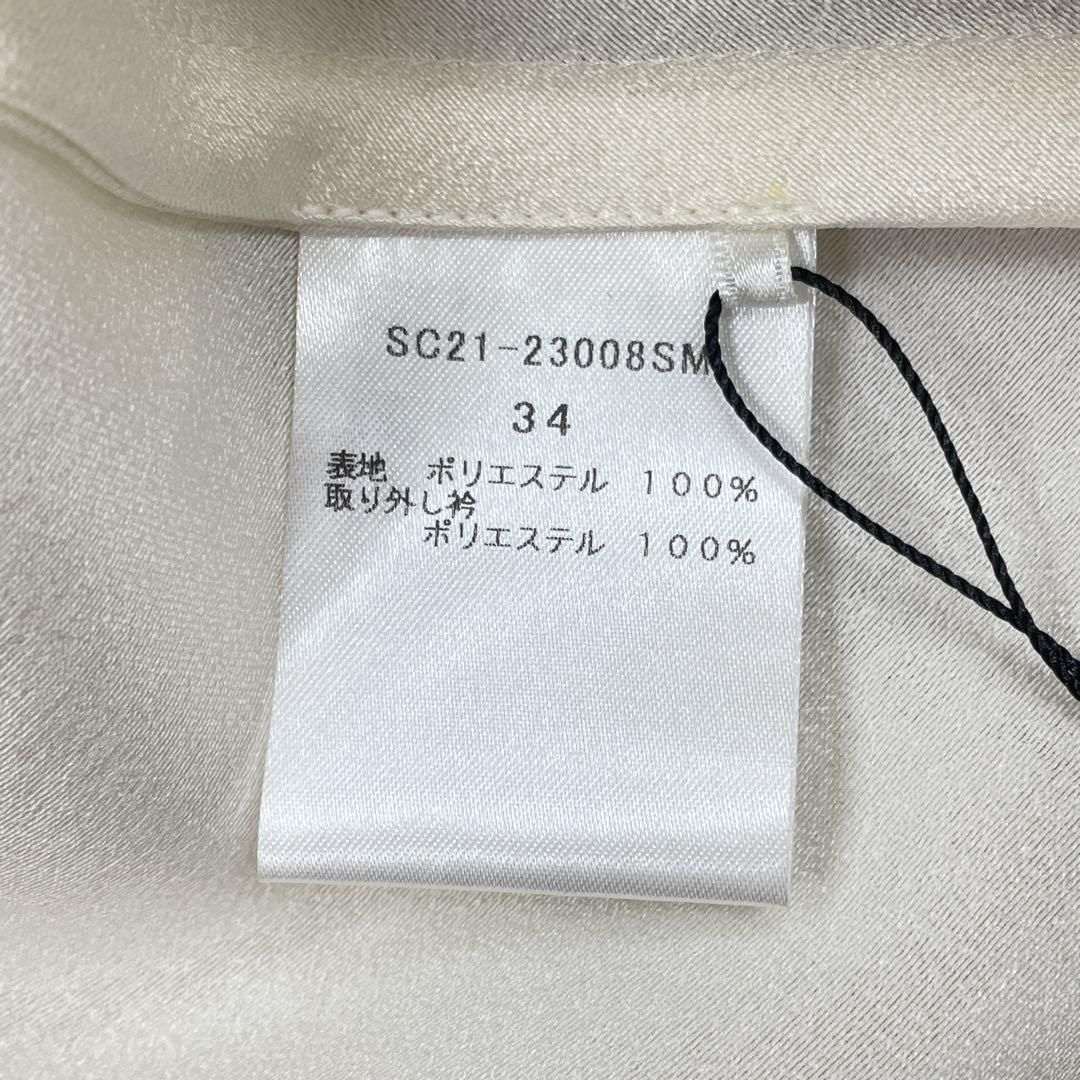 SC21-23008SM
34
表地 ポリエステル 100%
取り外し衿
ポリエステル 100%